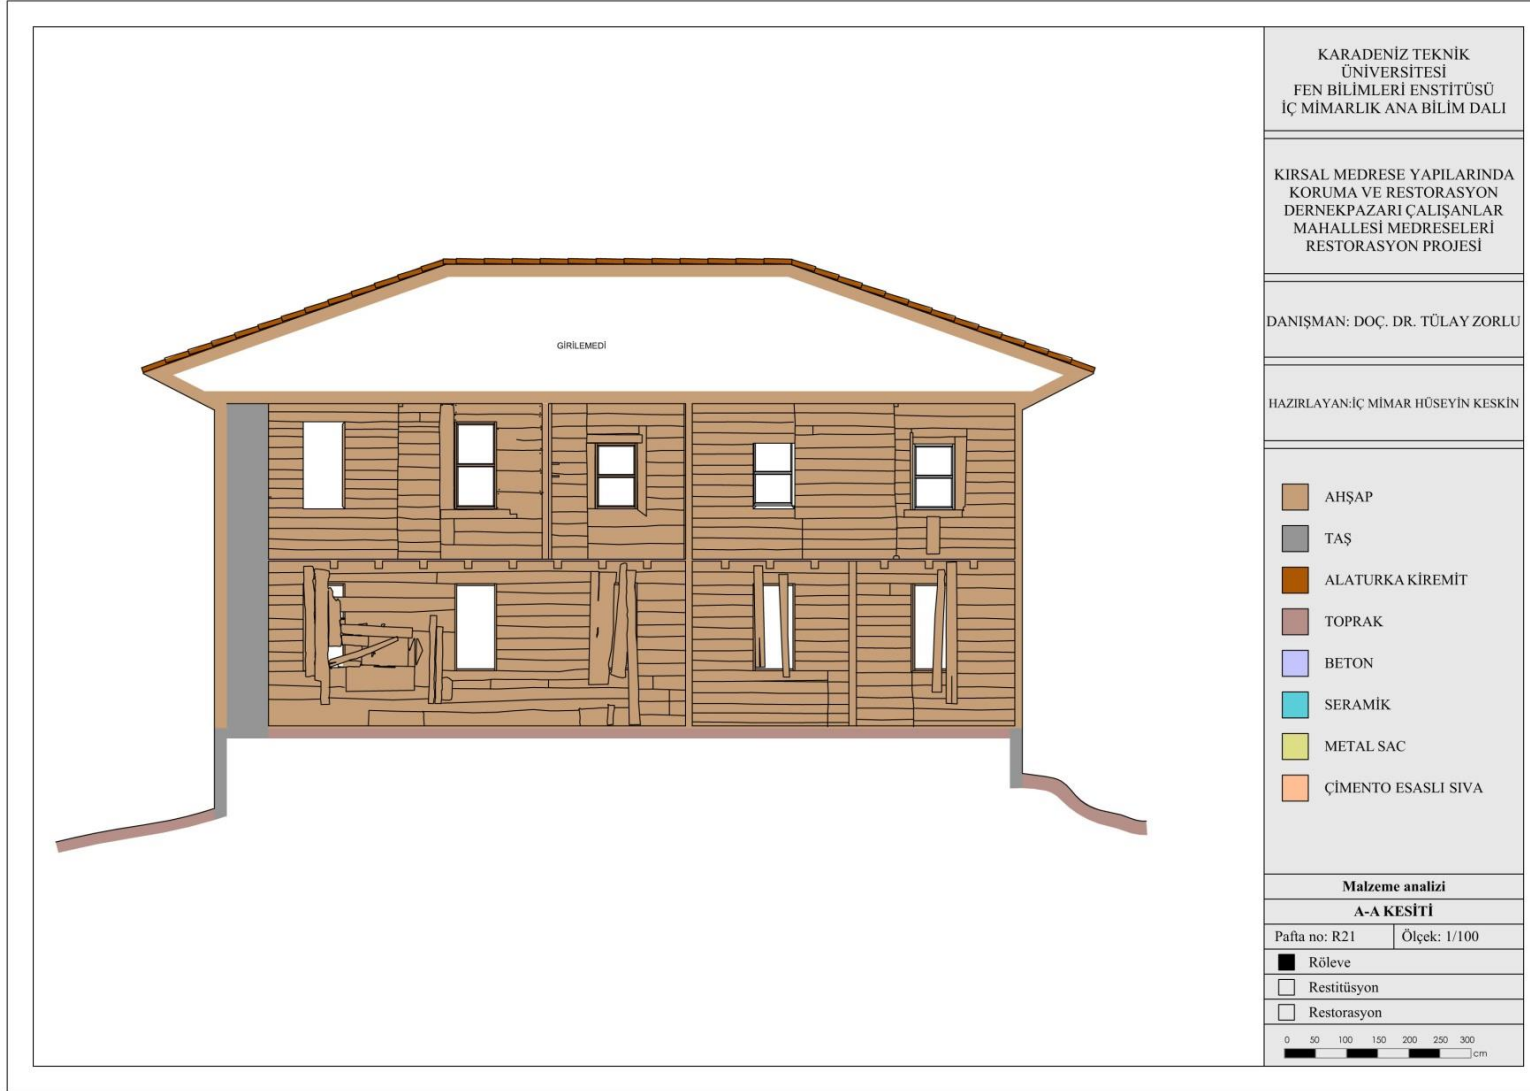 KARADENİZ TEKNİK
ÜNİVERSİTESİ
FEN BİLİMLERİ ENSTİTÜSÜ
İÇ MİMARLIK ANA BİLİM DALI
KIRSAL MEDRESE YAPILARINDA
KORUMA VE RESTORASYON
DERNEKPAZARI ÇALIŞANLAR
MAHALLESİ MEDRESELERİ
RESTORASYON PROJESİ
DANIŞMAN: DOÇ. DR. TÜLAY ZORLU
HAZIRLAYAN:İÇ MİMAR HÜSEYİN KESKİN
GİRİLEMEDİ
AHŞAP
TAŞ
ALATURKA KİREMİT
TOPRAK
BETON
SERAMİK
METAL SAC
ÇİMENTO ESASLI SIVA
Malzeme analizi
A-A KESİTİ
Pafta no: R21 Ölçek: 1/100
Röleve
Restitüsyon
Restorasyon
0 50 100 150 200 250 300
cm